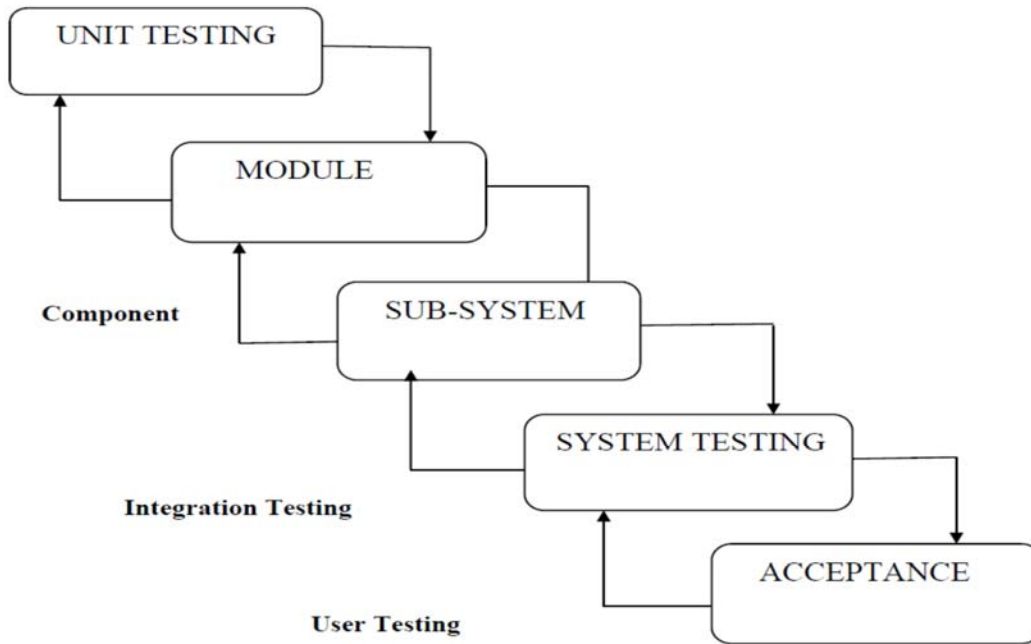 UNIT TESTING
MODULE
Component
SUB-SYSTEM
SYSTEM TESTING
Integration Testing
ACCEPTANCE
User Testing